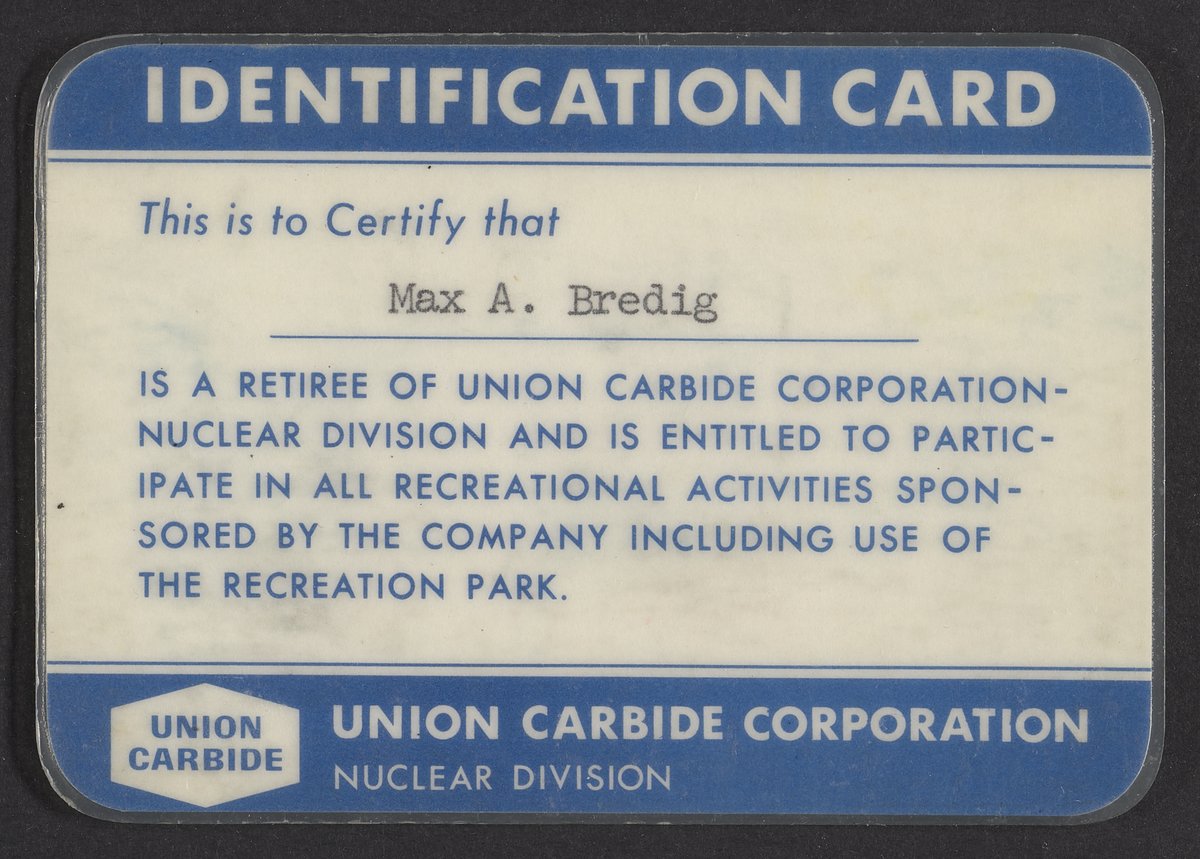 IDENTIFICATION CARD
This is to Certify that
Max A. Bredig
IS A RETIREE OF UNION CARBIDE CORPORATION-
NUCLEAR DIVISION AND IS ENTITLED TO PARTIC-
IPATE IN ALL RECREATIONAL ACTIVITIES SPON-
SORED BY THE COMPANY INCLUDING USE OF
THE RECREATION PARK.
UNION
CARBIDE
UNION CARBIDE CORPORATION
NUCLEAR DIVISION